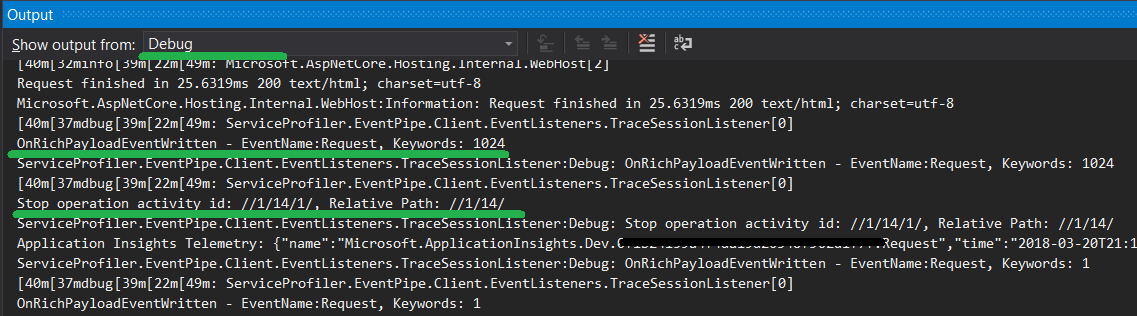 Output
Show output from: Debug
[40m[32minfo[39m[22m[49m: Microsoft.AspNetCore.Hosting.Internal.WebHost[2]
Request finished in 25.6319ms 200 text/html; charset=utf-8
Microsoft.AspNetCore.Hosting.Internal.WebHost:Information: Request finished in 25.6319ms 200 text/html; charset=utf-8
[40m[37mdbug[39m[22m[49m: ServiceProfiler.EventPipe.Client.EventListeners.TraceSessionListener[0]
OnRichPayloadEventWritten - EventName:Request, Keywords: 1024
ServiceProfiler.EventPipe.Client.EventListeners.TraceSessionListener:Debug: OnRichPayloadEventWritten - EventName:Request, Keywords: 1024
[40m[37mdbug[39m[22m[49m: ServiceProfiler.EventPipe.Client.EventListeners.TraceSessionListener[0]
Stop operation activity id: //1/14/1/, Relative Path: //1/14/
ServiceProfiler.EventPipe.Client.EventListeners.TraceSessionListener:Debug: Stop operation activity id: //1/14/1/, Relative Path: //1/14/
Application Insights Telemetry: {"name":"Microsoft.ApplicationInsights.Dev. .Request","time":"2018-03-20T21:1
ServiceProfiler.EventPipe.Client.EventListeners.TraceSessionListener:Debug: OnRichPayloadEventWritten - EventName:Request, Keywords: 1
[40m[37mdbug[39m[22m[49m: ServiceProfiler.EventPipe.Client.EventListeners.TraceSessionListener[0]
OnRichPayloadEventWritten - EventName:Request, Keywords: 1